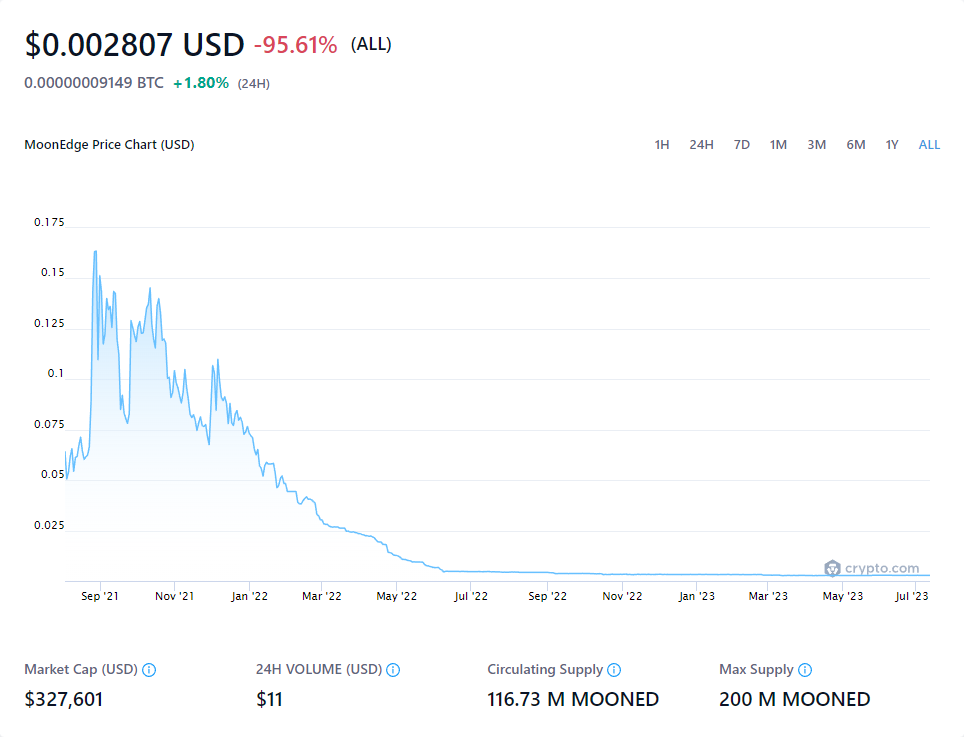 $0.002807 USD -95.61% (ALL)
0.00000009149 BTC +1.80% (24H)
MoonEdge Price Chart (USD) 1H 24H 7D 1M 3M 6M 1Y ALL
0.175
0.15
0.125
0.1
0.075
0.05
0.025
crypto.com
Sep '21 Nov '21 Jan '22 Mar '22 May '22 Jul '22 Sep '22 Nov '22 Jan '23 Mar '23 May '23 Jul '23
Market Cap (USD) 24H VOLUME (USD) Circulating Supply Max Supply
$327,601 $11 116.73 M MOONED 200 M MOONED